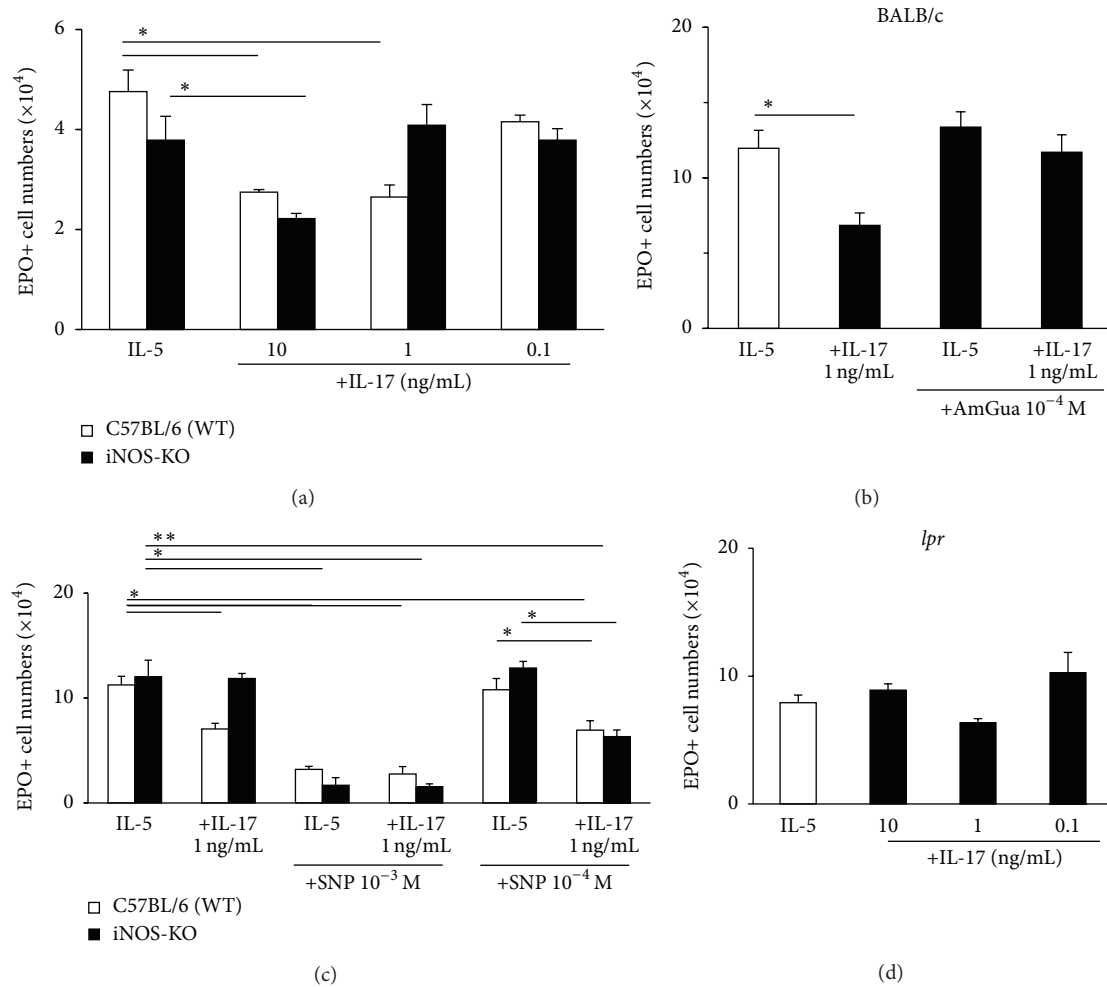 EPO+ cell numbers (×10⁴)
6
4
2
0
*
*
IL-5
10
1
0.1
+IL-17 (ng/mL)
C57BL/6 (WT)
iNOS-KO
(a)
BALB/c
EPO+ cell numbers (×10⁴)
20
10
0
*
IL-5
+IL-17
1 ng/mL
IL-5
+IL-17
1 ng/mL
+AmGua 10⁻⁴ M
(b)
EPO+ cell numbers (×10⁴)
20
10
0
**
*
*
*
*
IL-5
+IL-17
1 ng/mL
IL-5
+IL-17
1 ng/mL
IL-5
+IL-17
1 ng/mL
+SNP 10⁻³ M
+SNP 10⁻⁴ M
C57BL/6 (WT)
iNOS-KO
(c)
lpr
EPO+ cell numbers (×10⁴)
20
10
0
IL-5
10
1
0.1
+IL-17 (ng/mL)
(d)